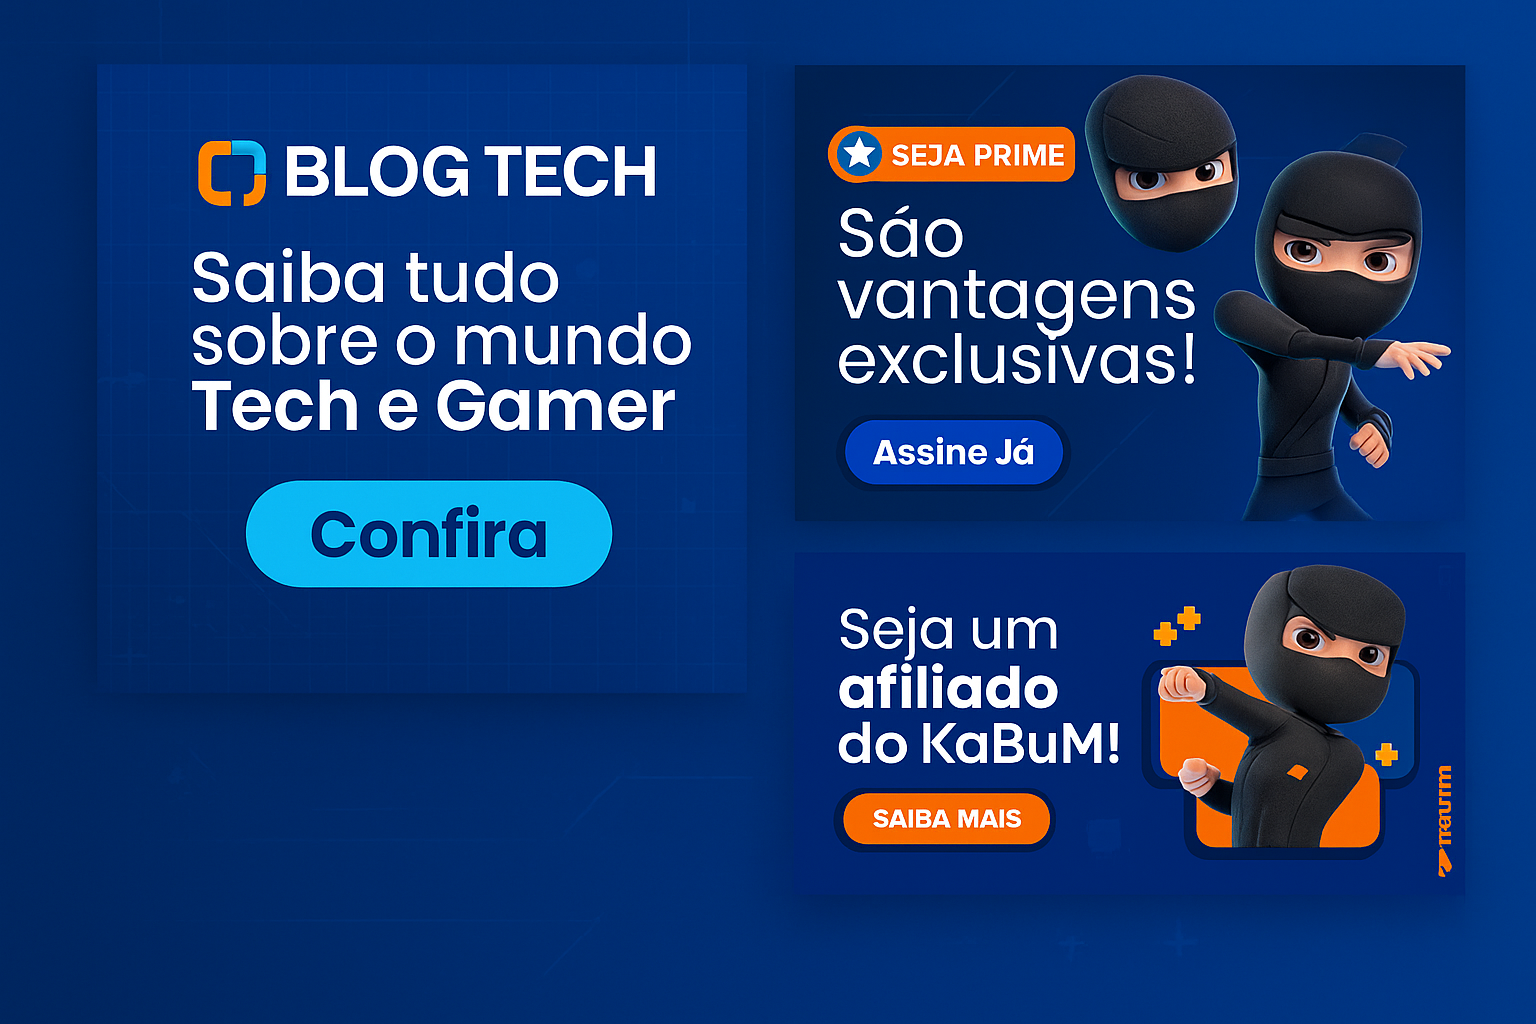 BLOG TECH
Saiba tudo
sobre o mundo
Tech e Gamer
Confira
SEJA PRIME
Sáo
vantagens
exclusivas!
Assine Já
Seja um
afiliado
do KaBuM!
SAIBA MAIS